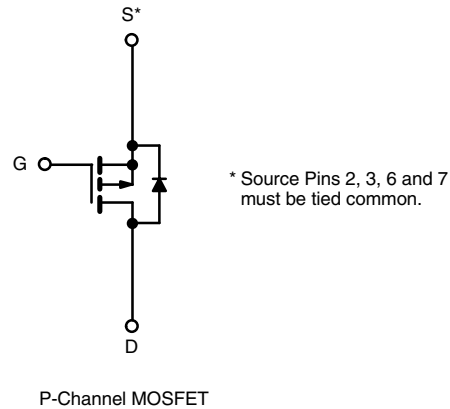 S*
G
* Source Pins 2, 3, 6 and 7
must be tied common.
D
P-Channel MOSFET